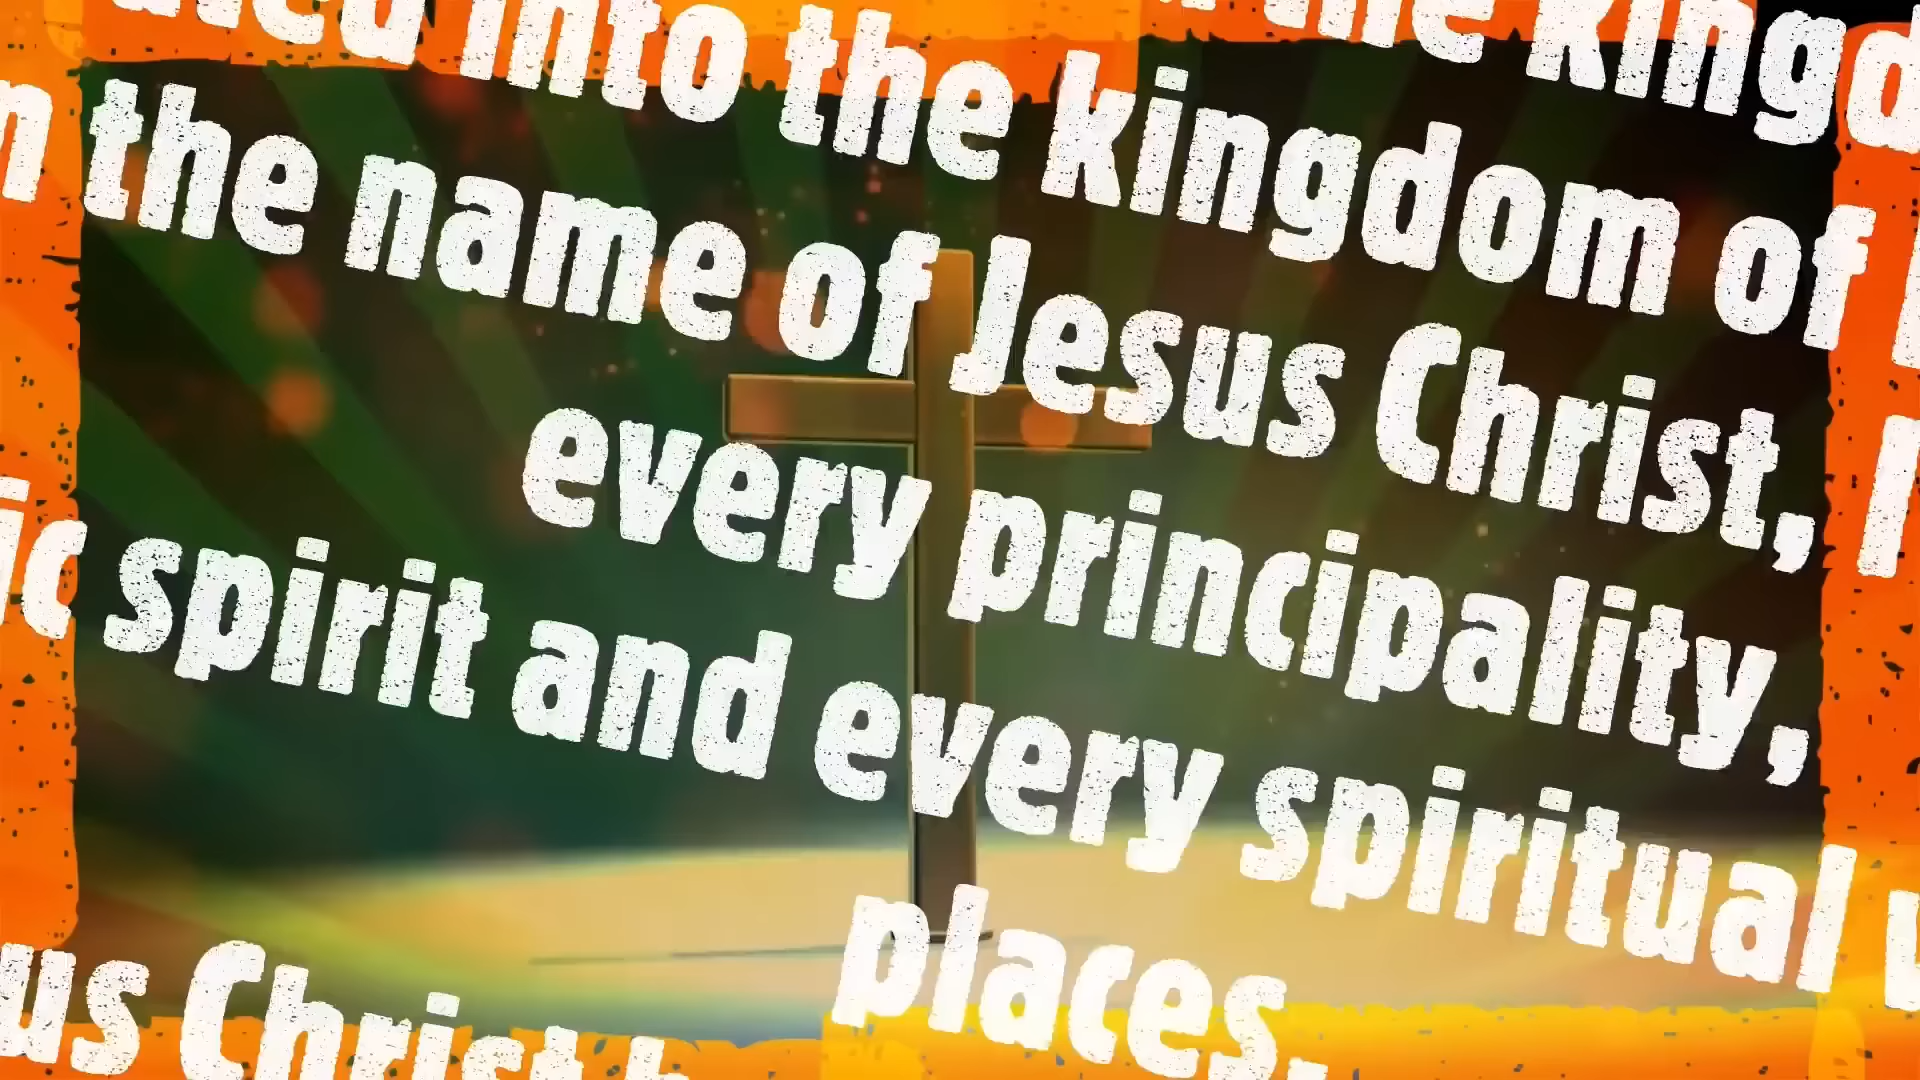 the kingd
into the kingdom of
the name of Jesus Christ, I
every principality,
spirit and every spiritual
places.
us Christ